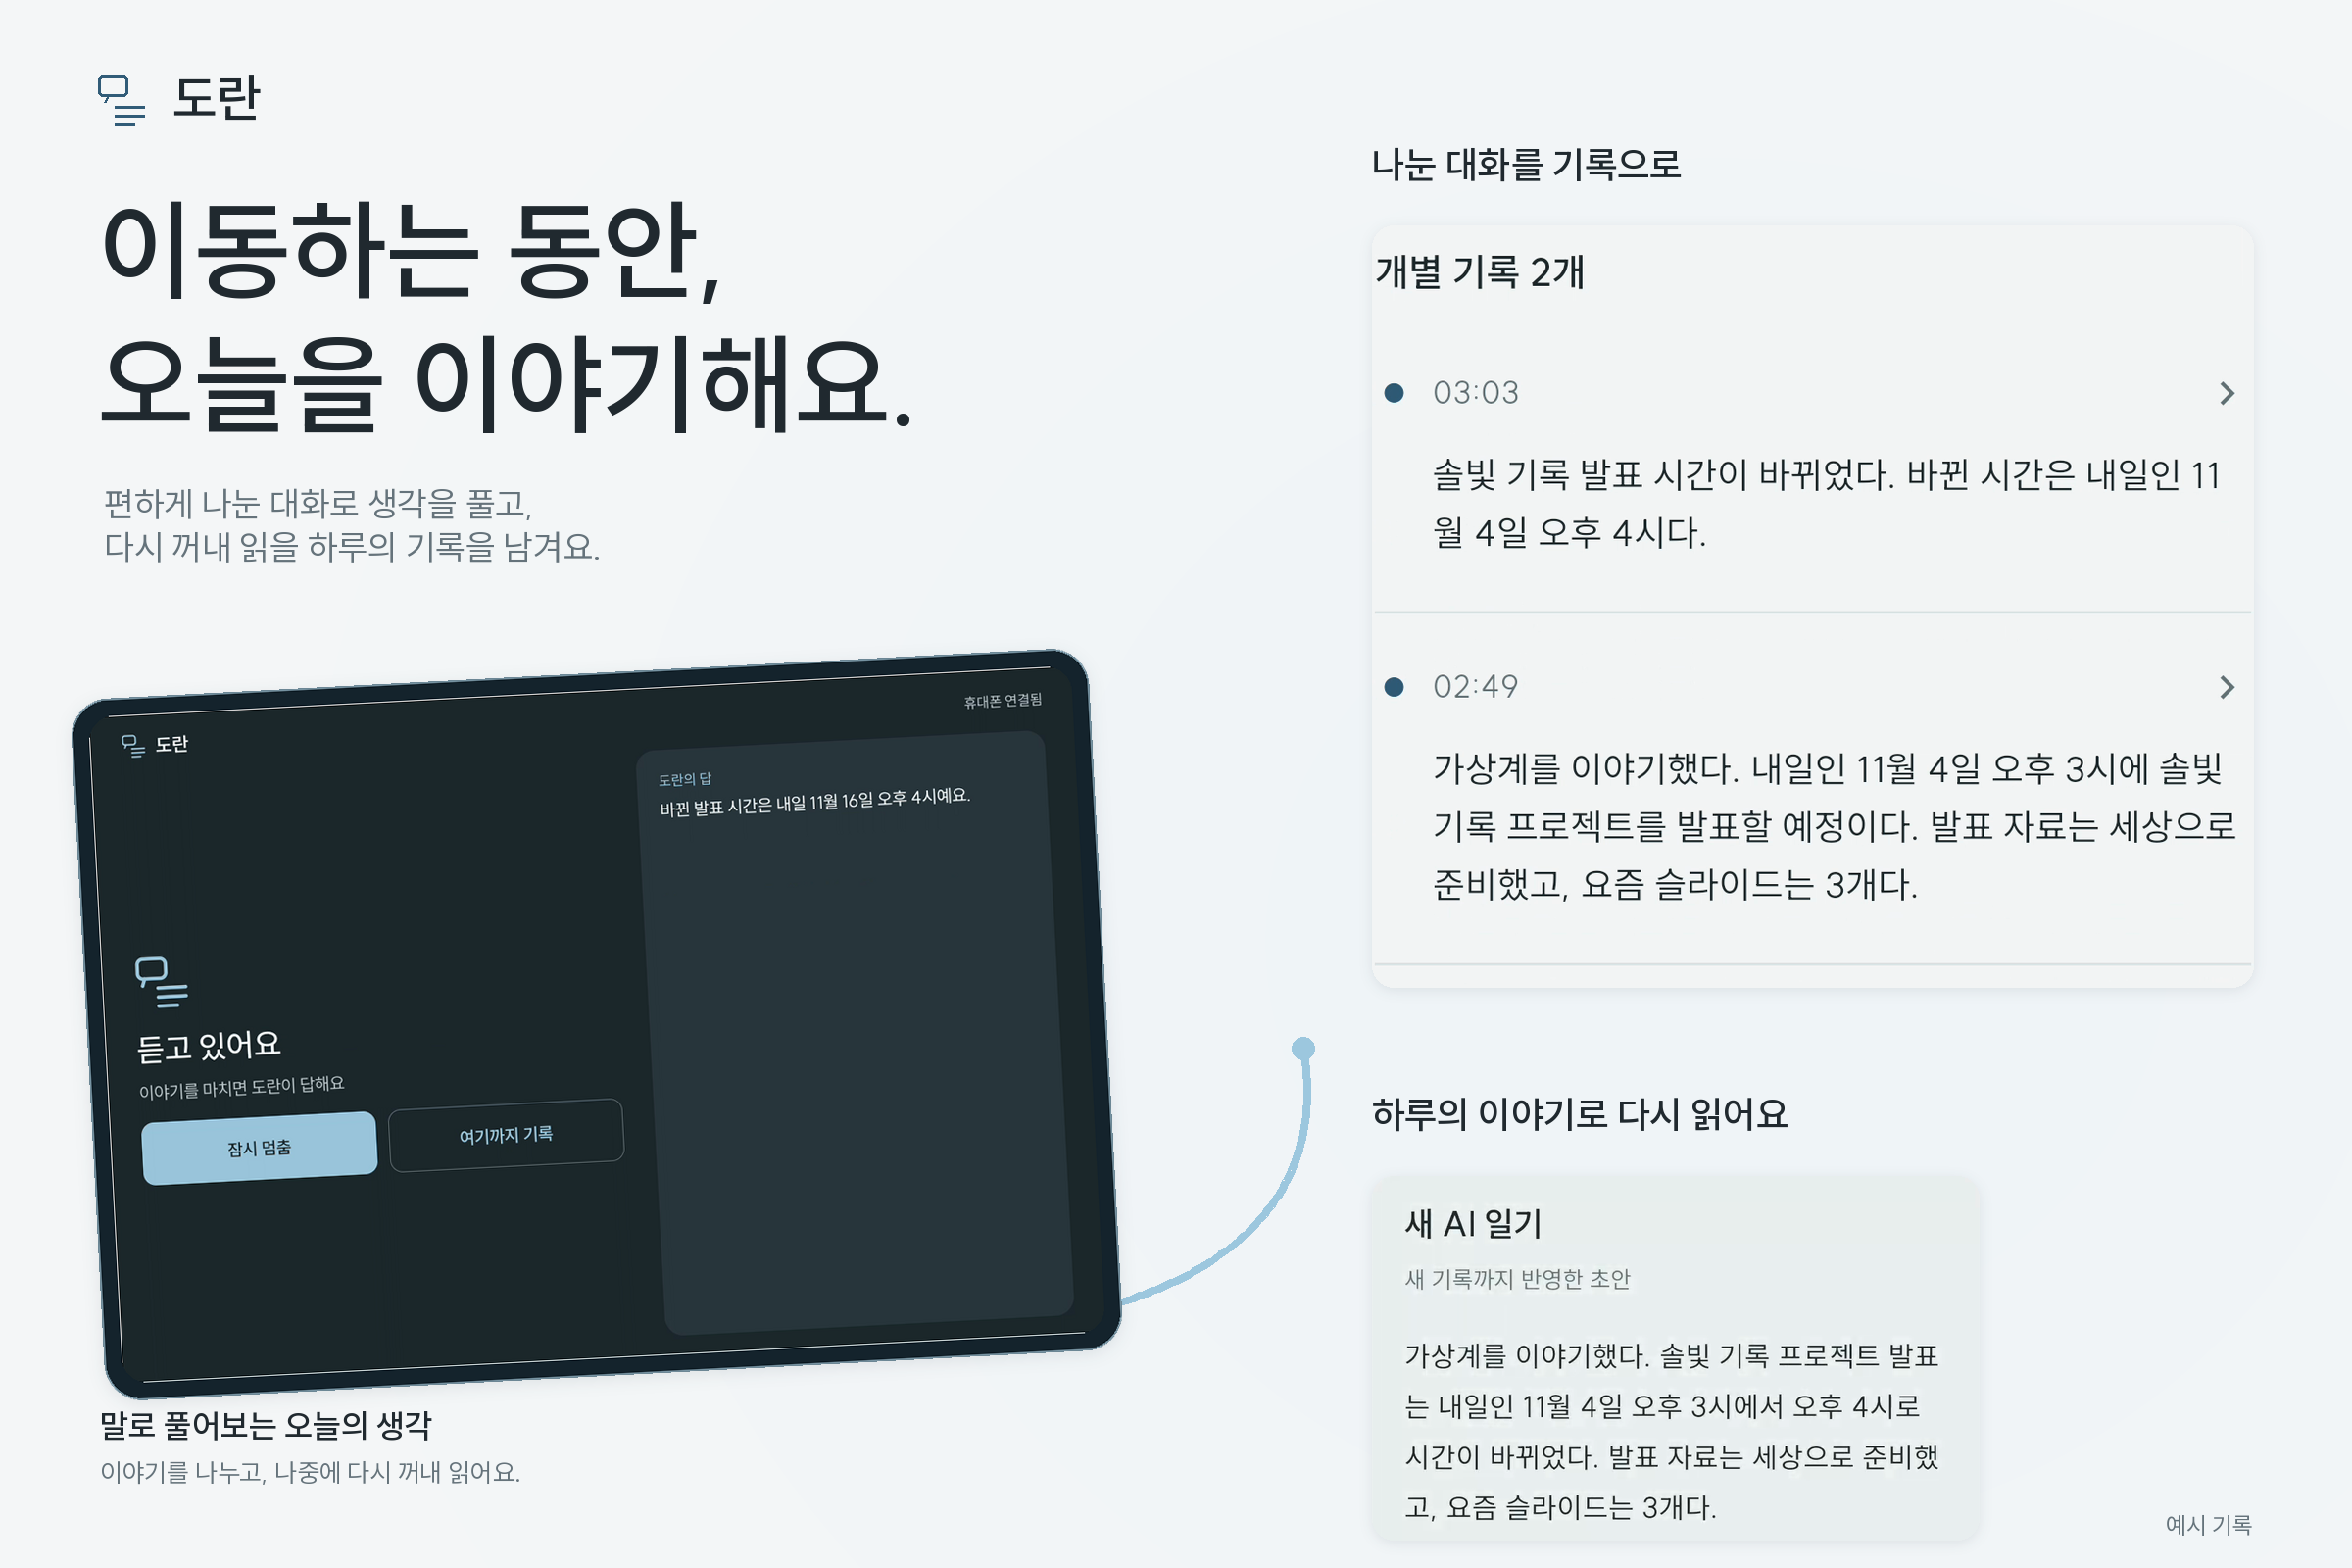 도란
이동하는 동안,
오늘을 이야기해요.
편하게 나눈 대화로 생각을 풀고,
다시 꺼내 읽을 하루의 기록을 남겨요.
휴대폰 연결됨
도란
도란의 답
바뀐 발표 시간은 내일 11월 16일 오후 4시예요.
듣고 있어요
이야기를 마치면 도란이 답해요
잠시 멈춤
여기까지 기록
말로 풀어보는 오늘의 생각
이야기를 나누고, 나중에 다시 꺼내 읽어요.
나눈 대화를 기록으로
개별 기록 2개
03:03
솔빛 기록 발표 시간이 바뀌었다. 바뀐 시간은 내일인 11
월 4일 오후 4시다.
02:49
가상계를 이야기했다. 내일인 11월 4일 오후 3시에 솔빛
기록 프로젝트를 발표할 예정이다. 발표 자료는 세상으로
준비했고, 요즘 슬라이드는 3개다.
하루의 이야기로 다시 읽어요
새 AI 일기
새 기록까지 반영한 초안
가상계를 이야기했다. 솔빛 기록 프로젝트 발표
는 내일인 11월 4일 오후 3시에서 오후 4시로
시간이 바뀌었다. 발표 자료는 세상으로 준비했
고, 요즘 슬라이드는 3개다.
예시 기록